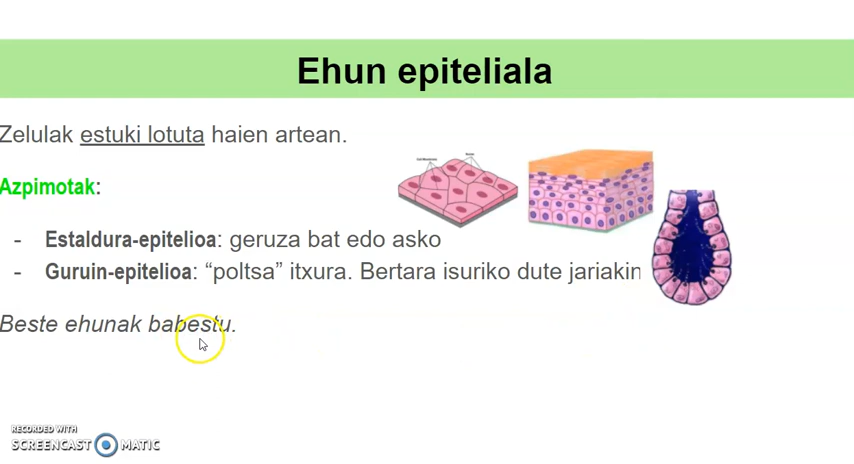 Ehun epiteliala
Zelulak estuki lotuta haien artean.
Azpimotak:
- Estaldura-epitelioa: geruza bat edo asko
- Guruin-epitelioa: "poltsa" itxura. Bertara isuriko dute jariakin
Beste ehunak babestu.
RECORDED WITH
SCREENCAST MATIC